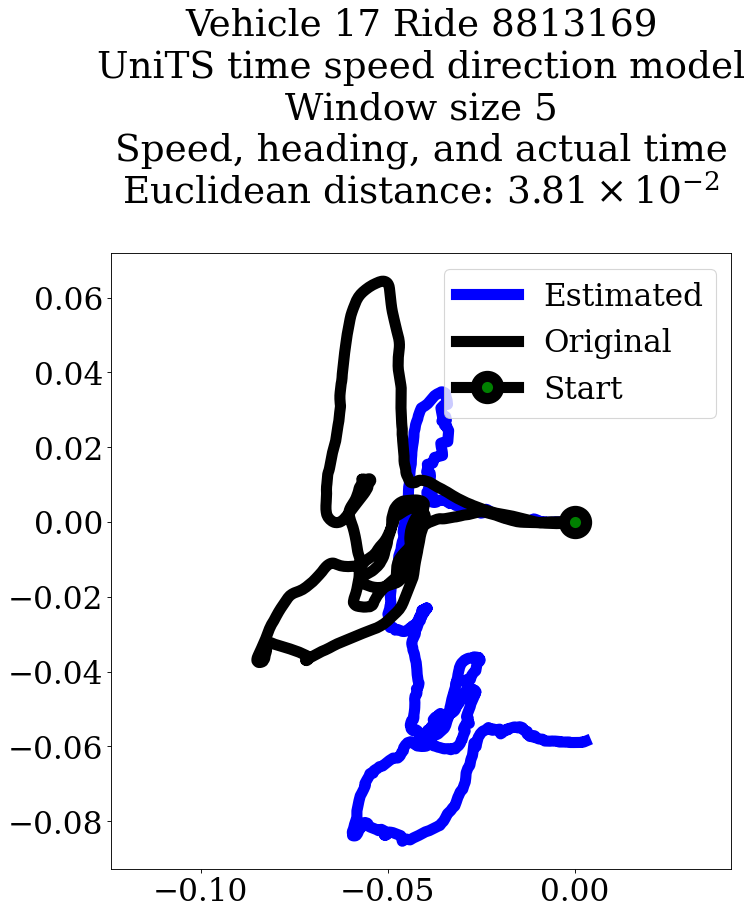 Vehicle 17 Ride 8813169
UniTS time speed direction model
Window size 5
Speed, heading, and actual time
Euclidean distance: 3.81 × 10⁻²
Estimated
Original
Start
0.06
0.04
0.02
0.00
−0.02
−0.04
−0.06
−0.08
−0.10
−0.05
0.00